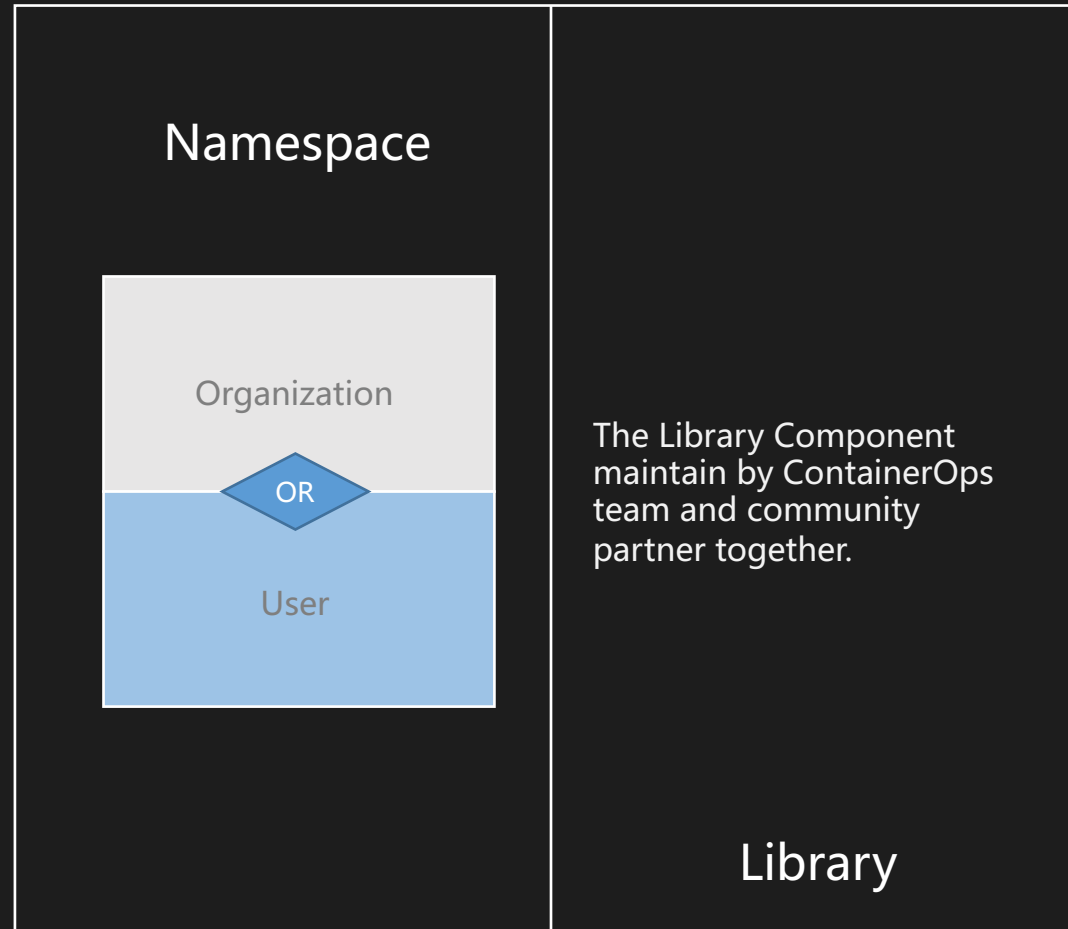 Namespace
Organization
OR
User
The Library Component
maintain by ContainerOps
team and community
partner together.
Library